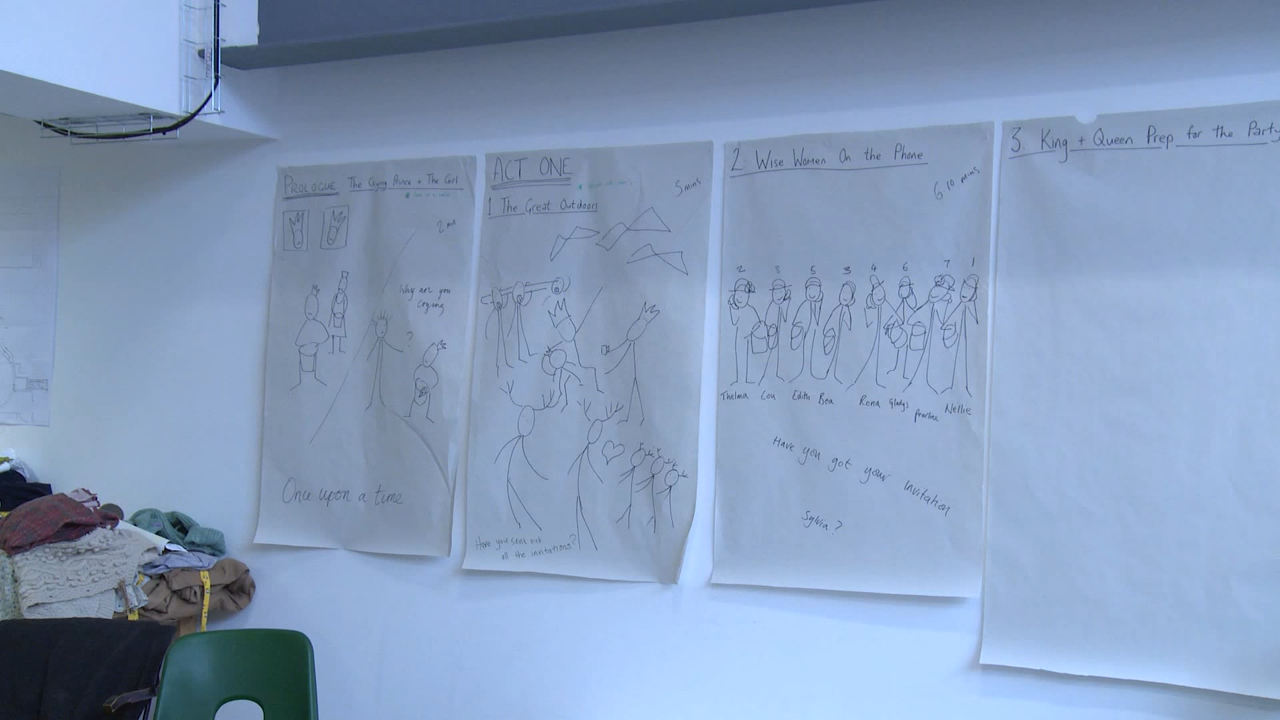 PROLOGUE The Crying Prince + The Girl
2 mins
Why are you
crying
?
Once upon a time
ACT ONE
5 mins
1 The Great Outdoors
Have you sent out
all the invitations?
2 Wise Women On the Phone
6 10 mins
2 3 5 3 4 6 7 1
Thelma Cou Edith Bea Rona Gladys Nellie
Have you got your invitation
Sylvia?
3 King + Queen Prep for the Party